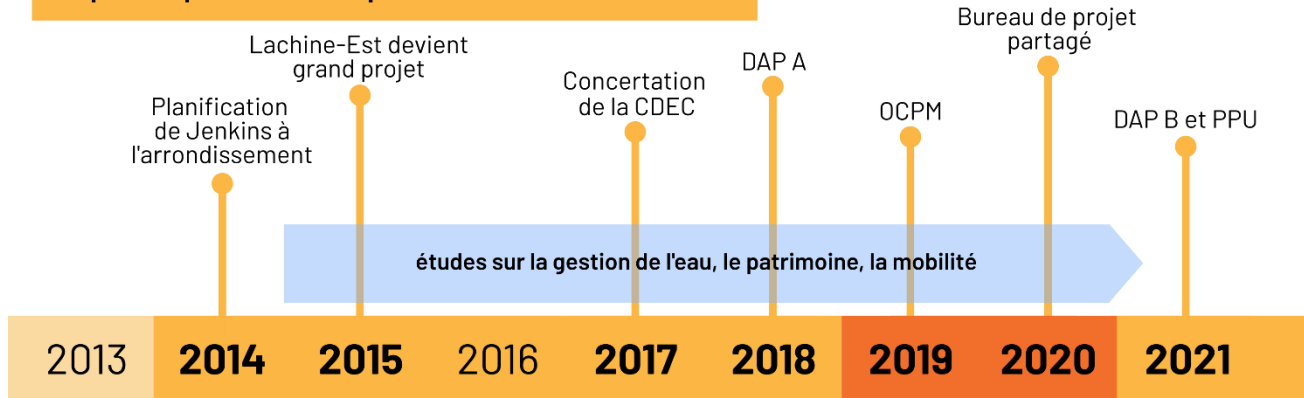 Lachine-Est devient
grand projet
Planification
de Jenkins à
l'arrondissement
Concertation
de la CDEC
DAP A
OCPM
Bureau de projet
partagé
DAP B et PPU
études sur la gestion de l'eau, le patrimoine, la mobilité
2013 2014 2015 2016 2017 2018 2019 2020 2021